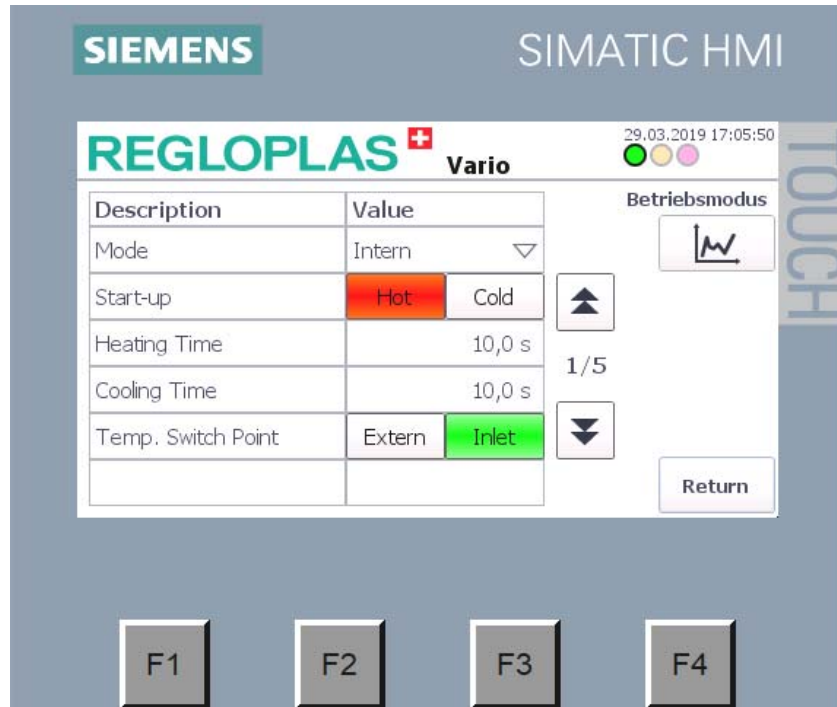 SIEMENS
SIMATIC HMI
TOUCH
REGLOPLAS
Vario
29.03.2019 17:05:50
Description Value
Betriebsmodus
Mode Intern
Start-up Hot Cold
Heating Time 10,0 s
1/5
Cooling Time 10,0 s
Temp. Switch Point Extern Inlet
Return
F1 F2 F3 F4